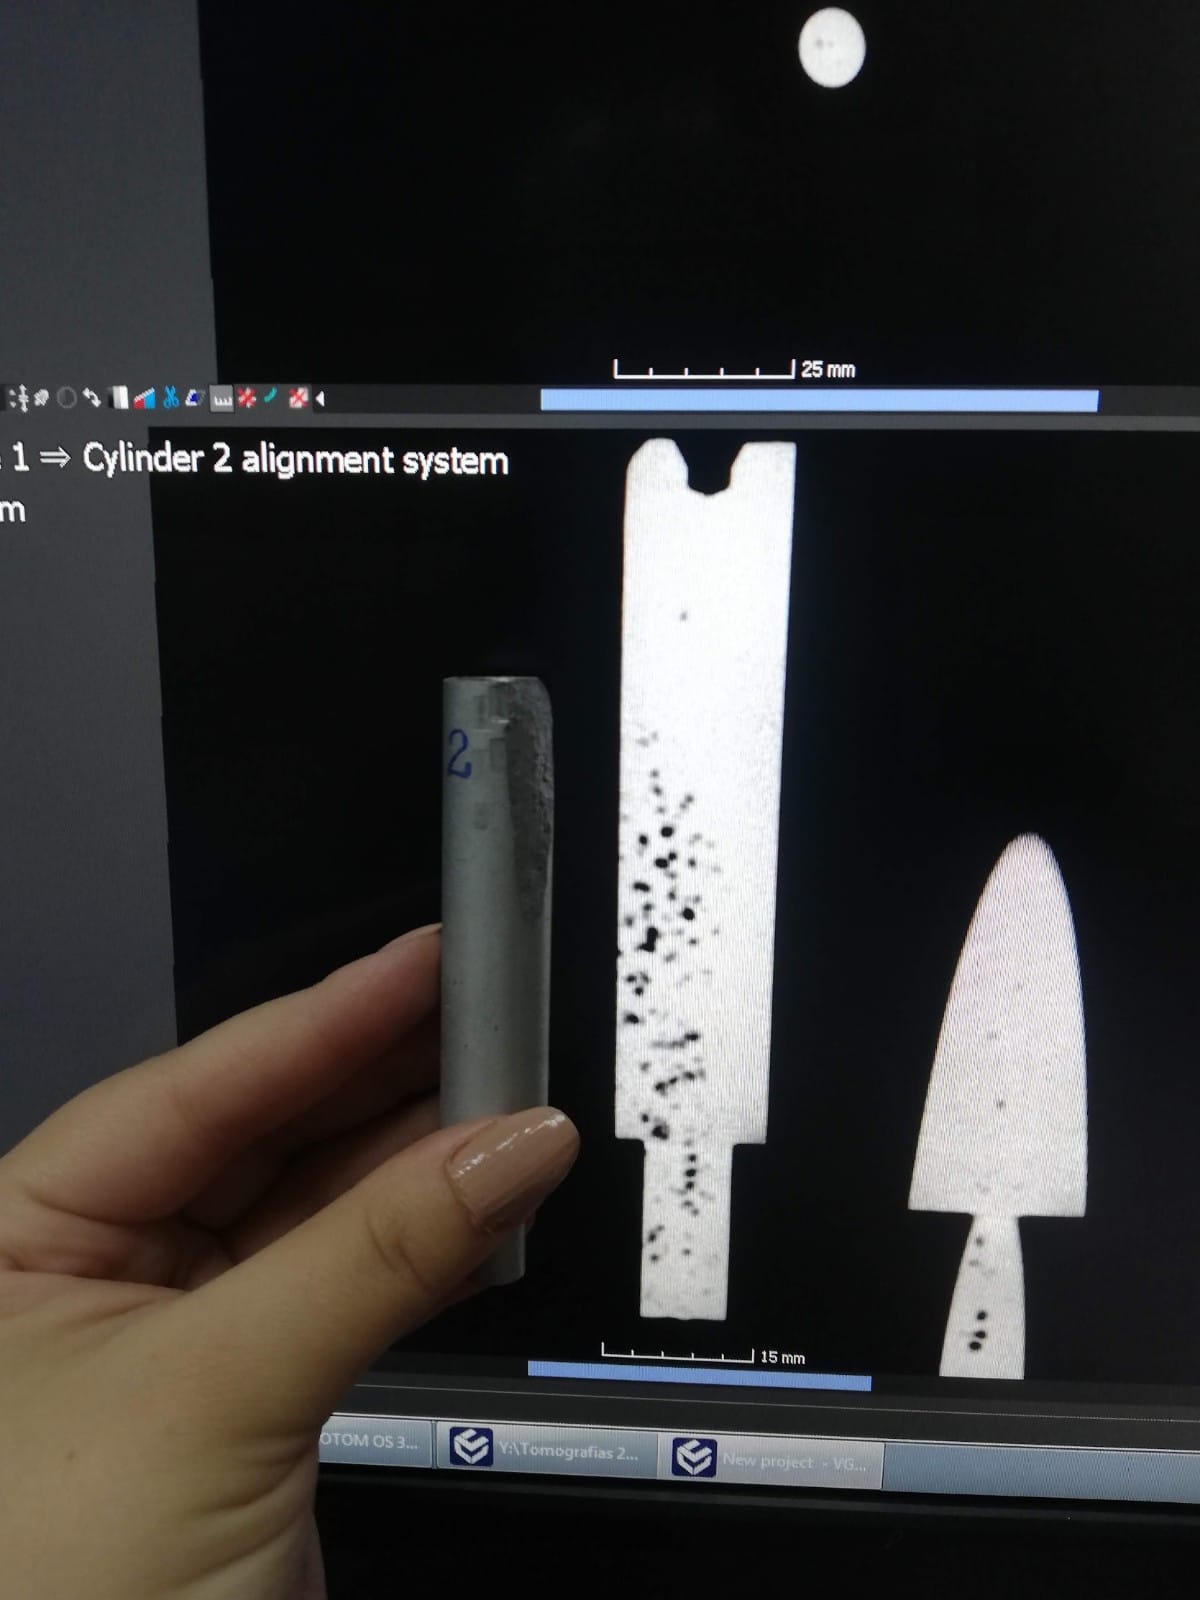 25 mm
1 ⇒ Cylinder 2 alignment system
m
2
15 mm
OTOM OS 3...
Y:\Tomografias 2...
New project - VG...